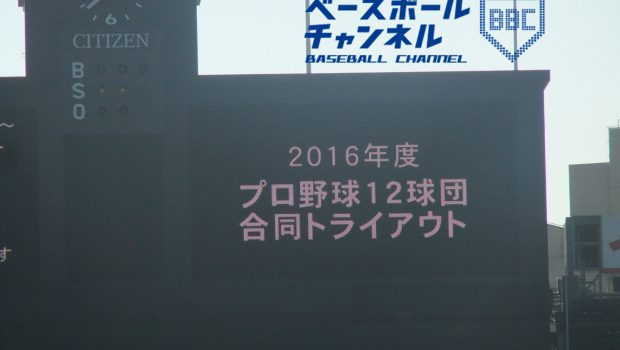 ベースボール
チャンネル
BASEBALL CHANNEL
BBC
6
CITIZEN
B
S
O
～
2016年度
プロ野球12球団
合同トライアウト
す